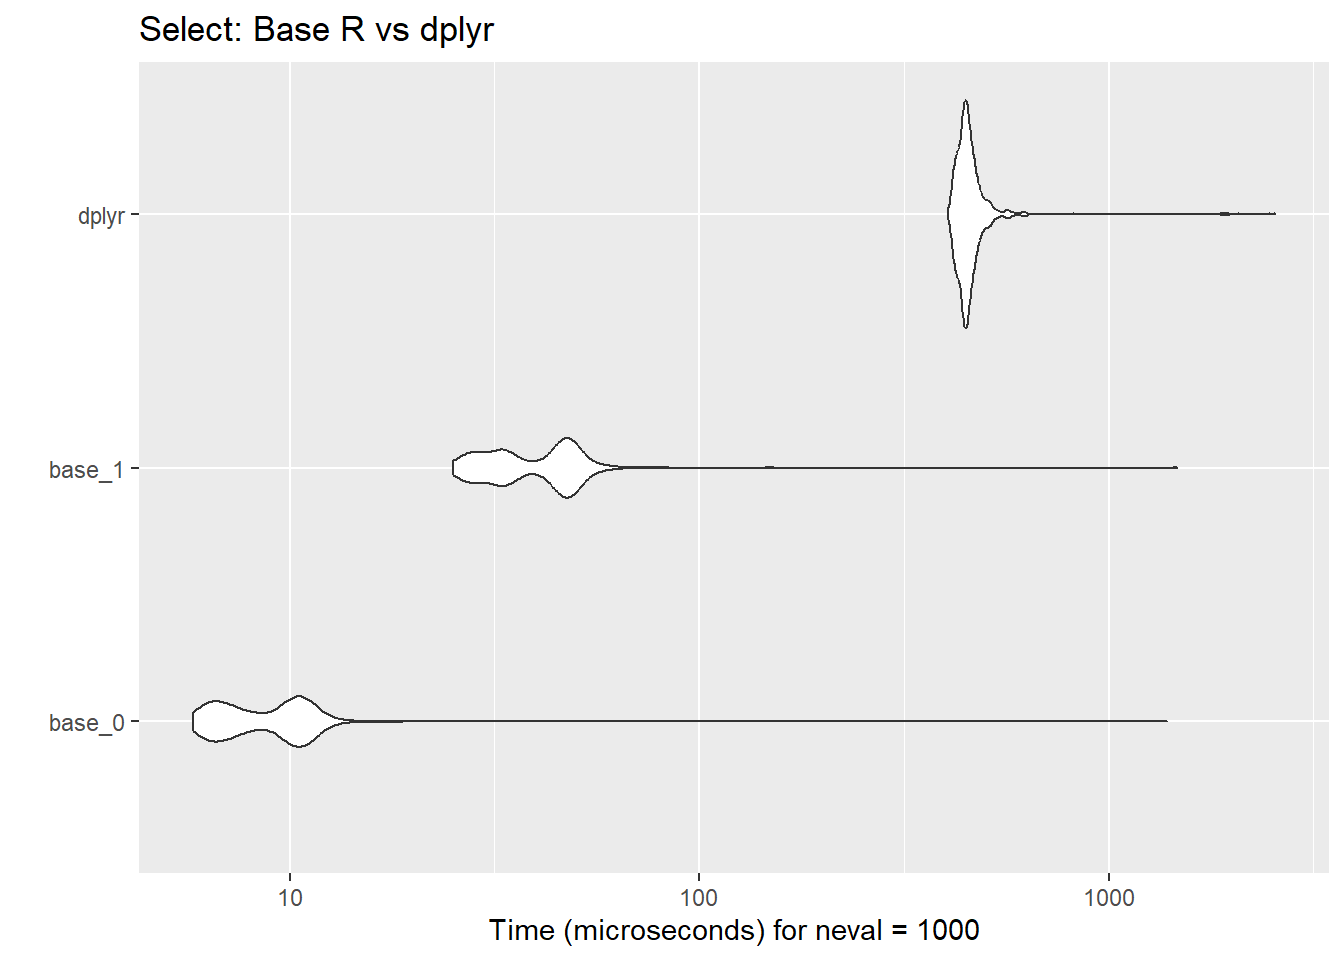 Select: Base R vs dplyr
dplyr
base_1
base_0
10
100
1000
Time (microseconds) for neval = 1000